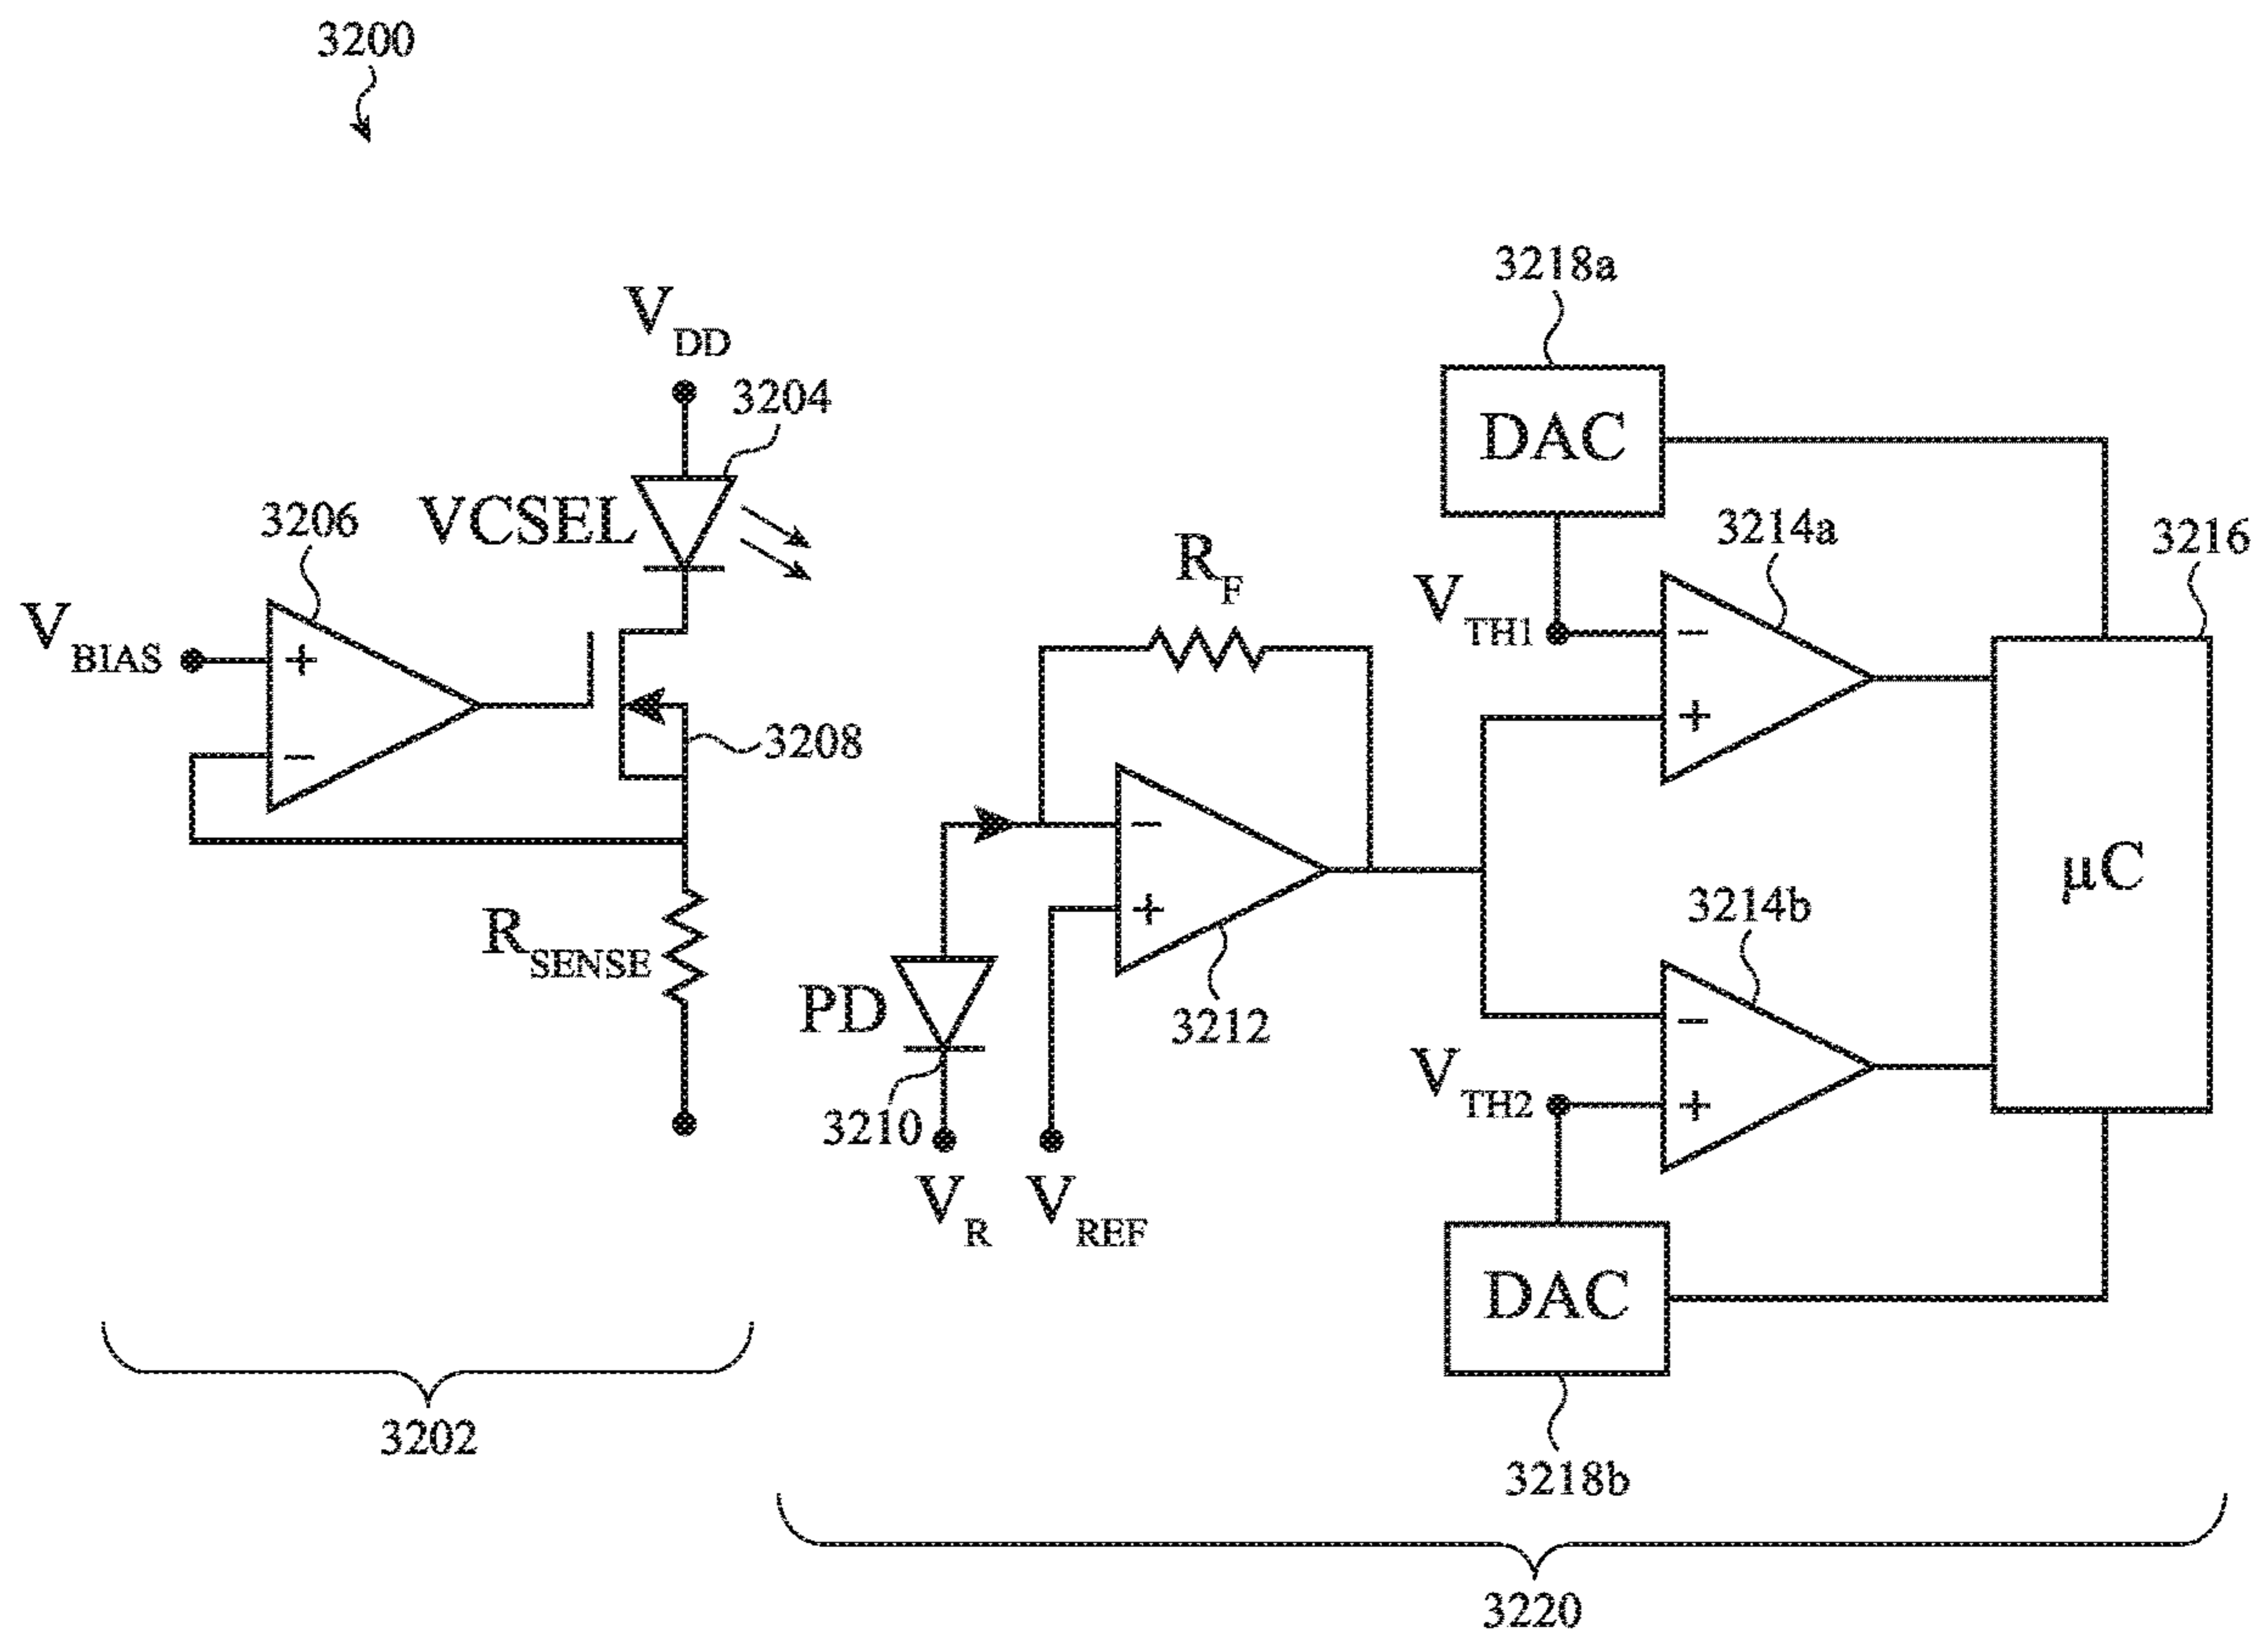 3200
3218a
V DD
3204
DAC
3206
VCSEL
3214a
3216
R F
V BIAS
+
−
V TH1
−
+
3208
−
+
μC
3214b
R SENSE
PD
3212
−
+
V TH2
3210
V R
V REF
DAC
3202
3218b
3220